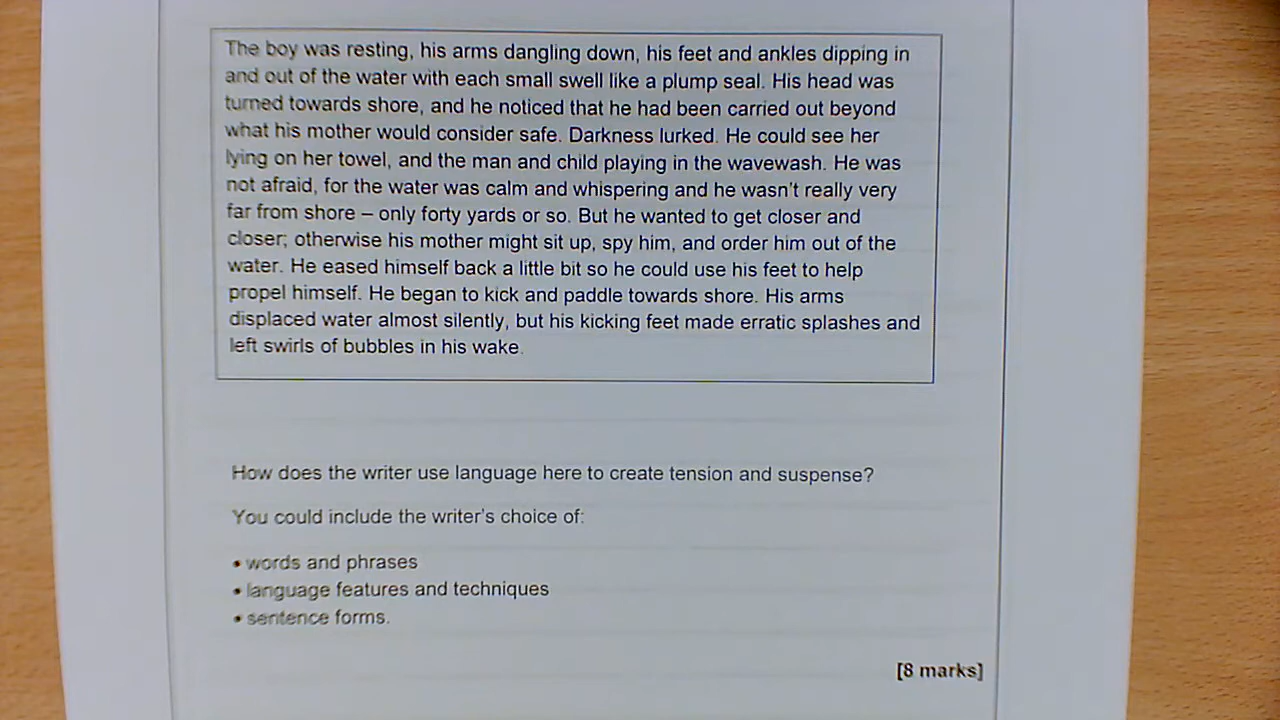 The boy was resting, his arms dangling down, his feet and ankles dipping in
and out of the water with each small swell like a plump seal. His head was
turned towards shore, and he noticed that he had been carried out beyond
what his mother would consider safe. Darkness lurked. He could see her
lying on her towel, and the man and child playing in the wavewash. He was
not afraid, for the water was calm and whispering and he wasn't really very
far from shore – only forty yards or so. But he wanted to get closer and
closer; otherwise his mother might sit up, spy him, and order him out of the
water. He eased himself back a little bit so he could use his feet to help
propel himself. He began to kick and paddle towards shore. His arms
displaced water almost silently, but his kicking feet made erratic splashes and
left swirls of bubbles in his wake.
How does the writer use language here to create tension and suspense?
You could include the writer's choice of:
• words and phrases
• language features and techniques
• sentence forms.
[8 marks]